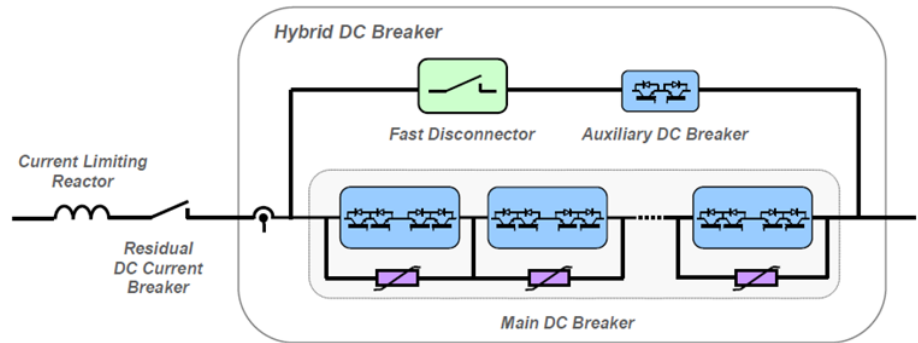 Hybrid DC Breaker
Fast Disconnector
Auxiliary DC Breaker
Current Limiting
Reactor
Residual
DC Current
Breaker
Main DC Breaker